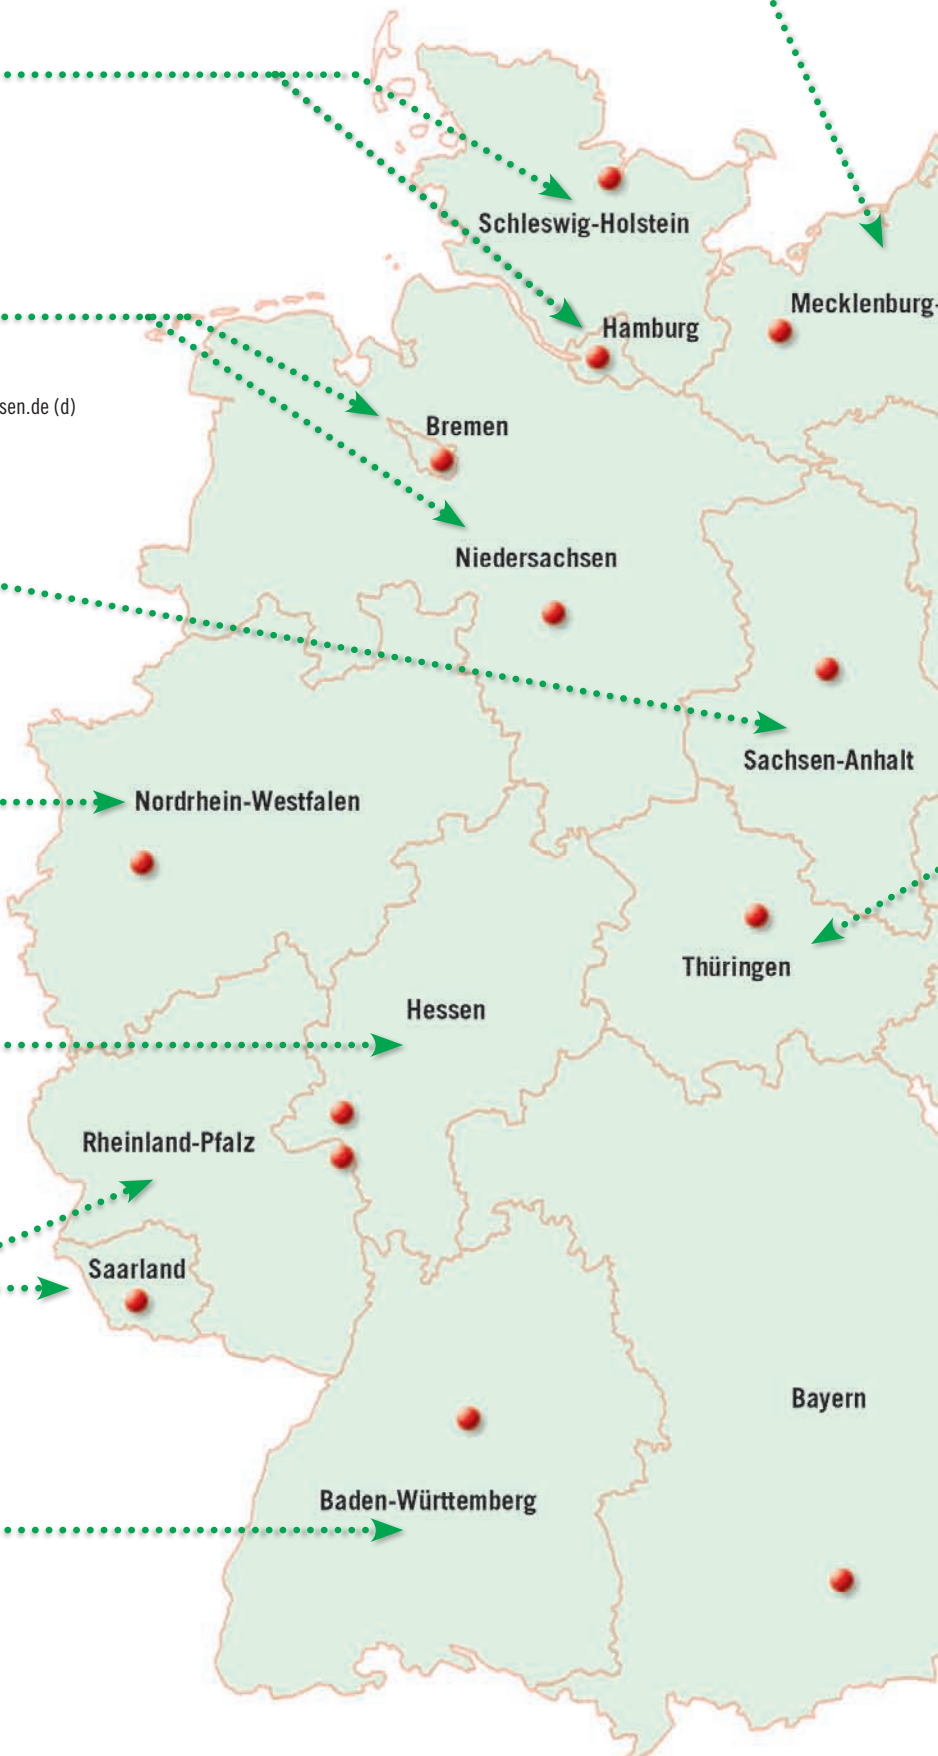 Schleswig-Holstein
Mecklenburg-
Hamburg
sen.de (d)
Bremen
Niedersachsen
Sachsen-Anhalt
Nordrhein-Westfalen
Thüringen
Hessen
Rheinland-Pfalz
Saarland
Bayern
Baden-Württemberg